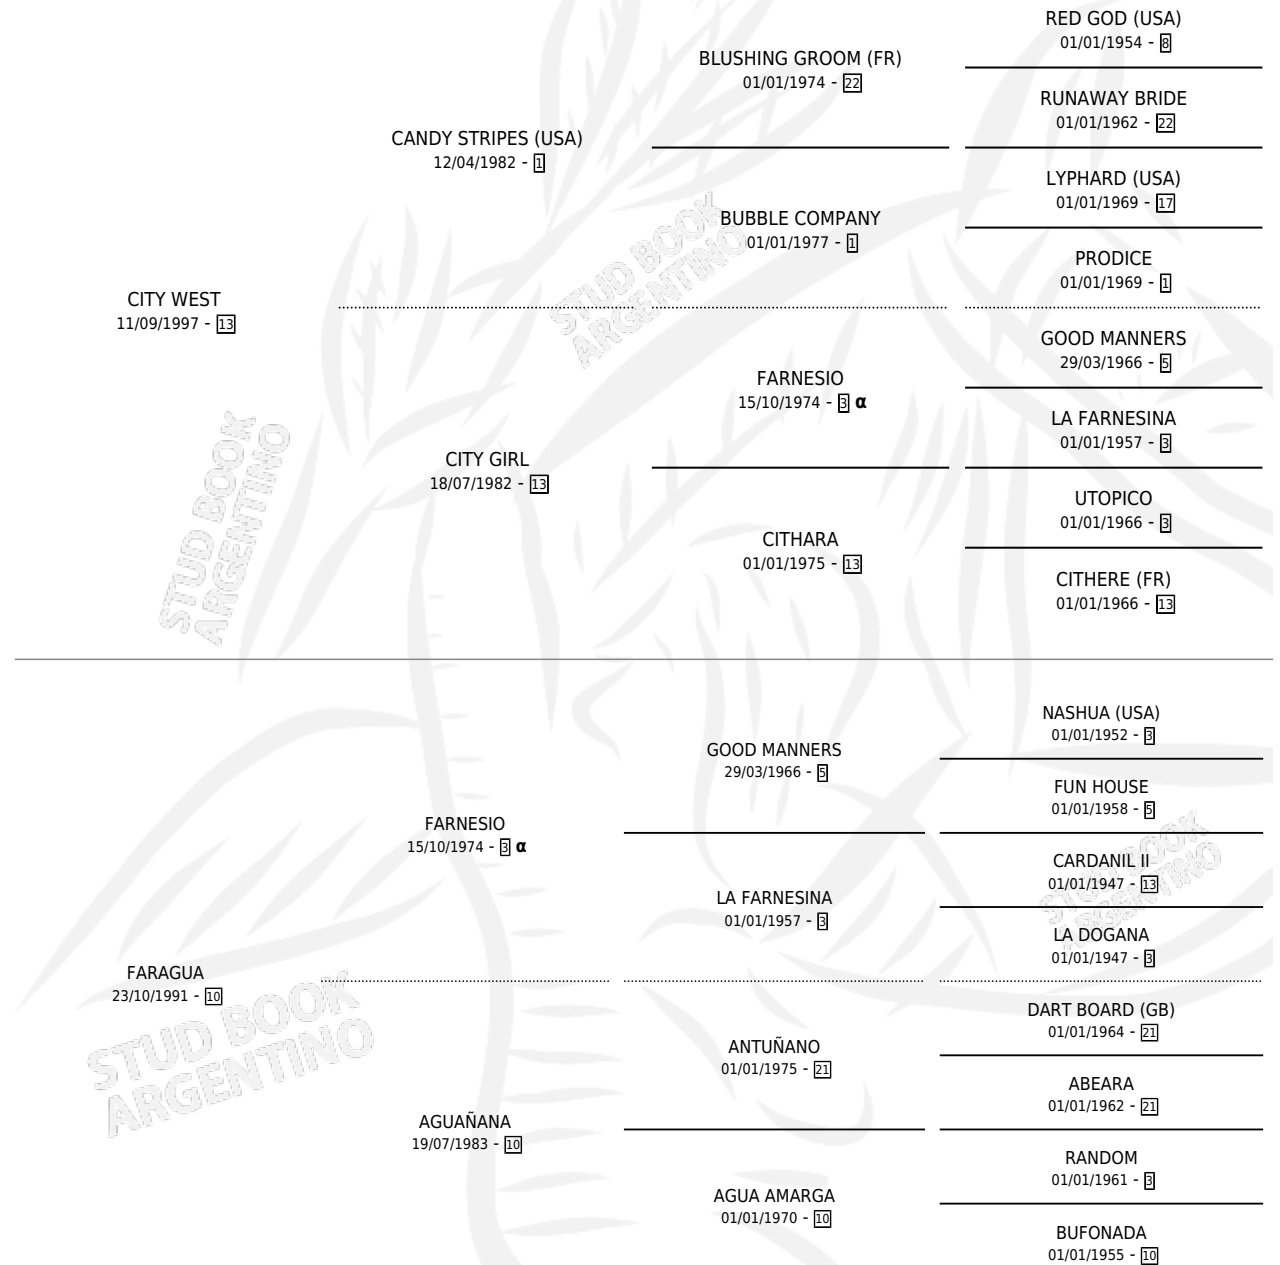 RED GOD (USA)
01/01/1954 - 8
BLUSHING GROOM (FR)
01/01/1974 - 22
RUNAWAY BRIDE
01/01/1962 - 22
CANDY STRIPES (USA)
12/04/1982 - 1
LYPHARD (USA)
01/01/1969 - 17
BUBBLE COMPANY
01/01/1977 - 1
PRODICE
01/01/1969 - 1
CITY WEST
11/09/1997 - 13
GOOD MANNERS
29/03/1966 - 5
FARNESIO
15/10/1974 - 3 α
LA FARNESINA
01/01/1957 - 3
CITY GIRL
18/07/1982 - 13
UTOPICO
01/01/1966 - 3
CITHARA
01/01/1975 - 13
CITHERE (FR)
01/01/1966 - 13
STUD BOOK
ARGENTINO
STUD BOOK
ARGENTINO
NASHUA (USA)
01/01/1952 - 3
GOOD MANNERS
29/03/1966 - 5
FUN HOUSE
01/01/1958 - 5
FARNESIO
15/10/1974 - 3 α
CARDANIL II
01/01/1947 - 13
LA FARNESINA
01/01/1957 - 3
LA DOGANA
01/01/1947 - 3
FARAGUA
23/10/1991 - 10
DART BOARD (GB)
01/01/1964 - 21
ANTUÑANO
01/01/1975 - 21
ABEARA
01/01/1962 - 21
AGUAÑANA
19/07/1983 - 10
RANDOM
01/01/1961 - 3
AGUA AMARGA
01/01/1970 - 10
BUFONADA
01/01/1955 - 10
STUD BOOK
ARGENTINO
STUD BOOK
ARGENTINO